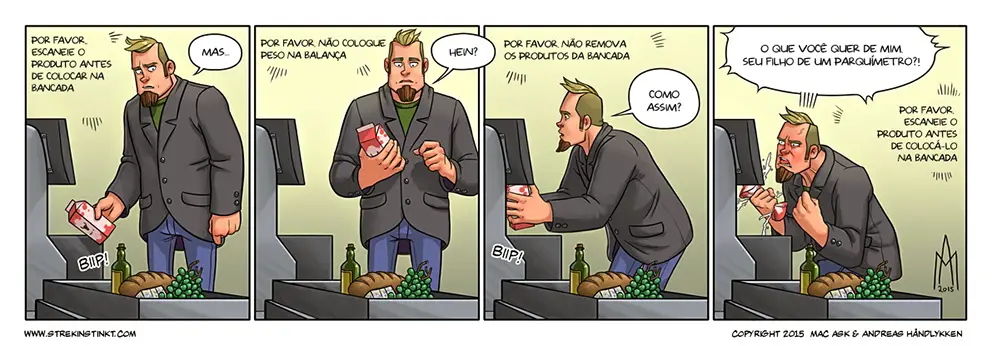 POR FAVOR,
ESCANEIE O
PRODUTO ANTES
DE COLOCAR NA
BANCADA
MAS...
BIIP!
POR FAVOR, NÃO COLOQUE
PESO NA BALANÇA
HEIN?
POR FAVOR, NÃO REMOVA
OS PRODUTOS DA BANCADA
COMO
ASSIM?
BIIP!
O QUE VOCÊ QUER DE MIM,
SEU FILHO DE UM PARQUÍMETRO?!
POR FAVOR,
ESCANEIE O
PRODUTO ANTES
DE COLOCÁ-LO
NA BANCADA
2015
WWW.STREKINSTINKT.COM
COPYRIGHT 2015 MAC ASK & ANDREAS HÅNDLYKKEN